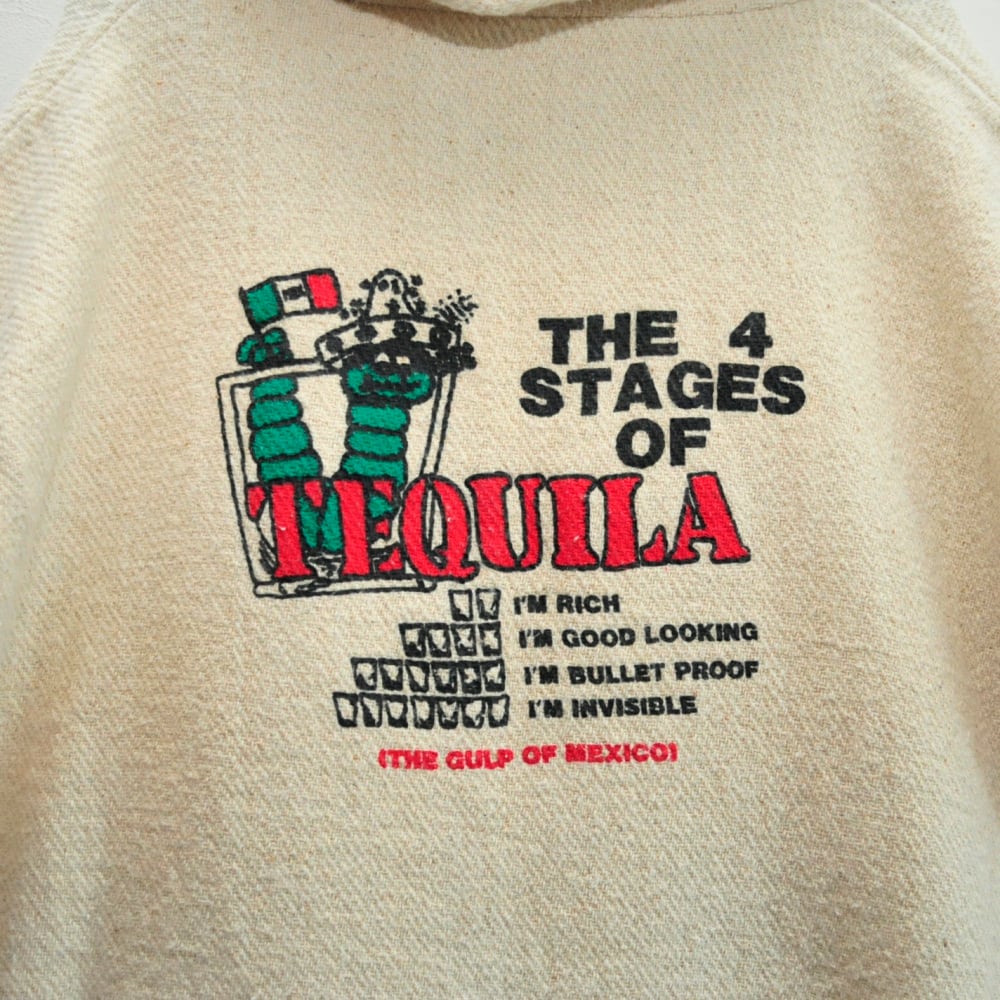 THE 4
STAGES
OF
TEQUILA
I'M RICH
I'M GOOD LOOKING
I'M BULLET PROOF
I'M INVISIBLE
(THE GULP OF MEXICO)